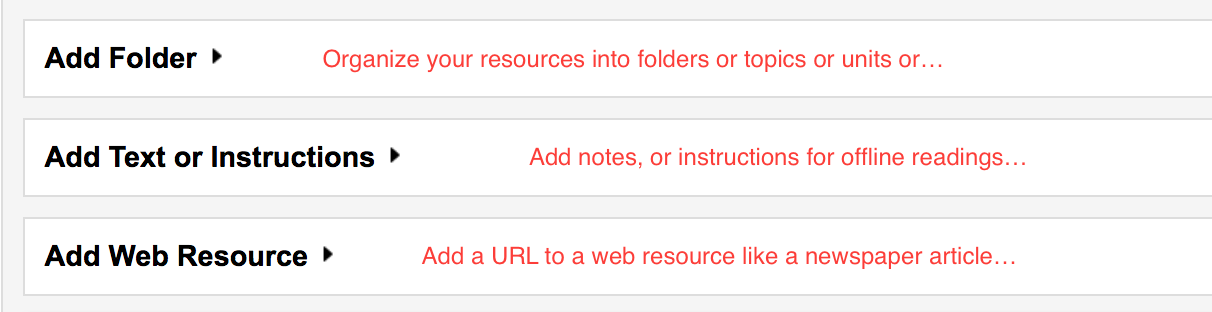 Add Folder Organize your resources into folders or topics or units or…
Add Text or Instructions Add notes, or instructions for offline readings…
Add Web Resource Add a URL to a web resource like a newspaper article…